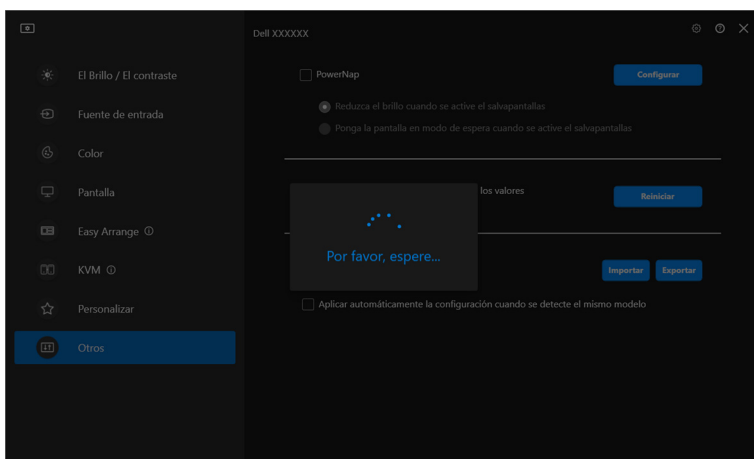 Dell XXXXXX
El Brillo / El contraste
Fuente de entrada
Color
Pantalla
Easy Arrange
KVM
Personalizar
Otros
PowerNap
Configurar
Reduzca el brillo cuando se active el salvapantallas
Ponga la pantalla en modo de espera cuando se active el salvapantallas
los valores
Reiniciar
Por favor, espere...
Importar
Exportar
Aplicar automáticamente la configuración cuando se detecte el mismo modelo